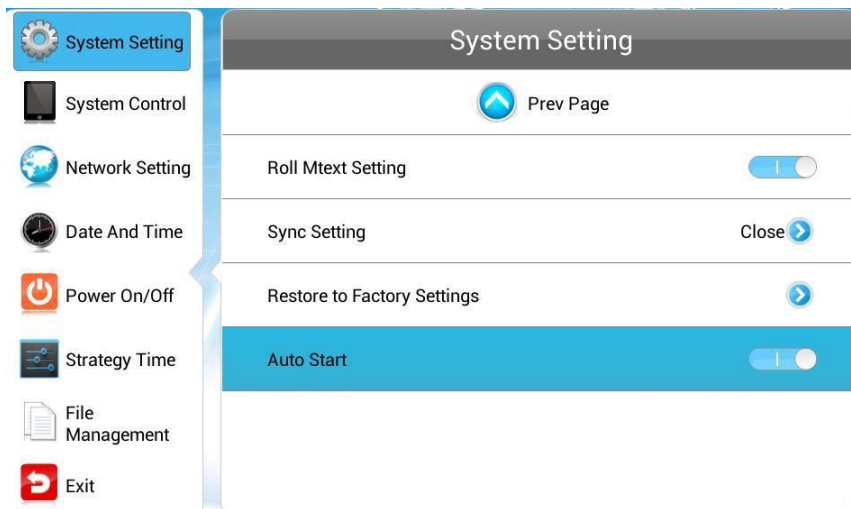 System Setting
System Control
Network Setting
Date And Time
Power On/Off
Strategy Time
File
Management
Exit
System Setting
Prev Page
Roll Mtext Setting
Sync Setting
Close
Restore to Factory Settings
Auto Start